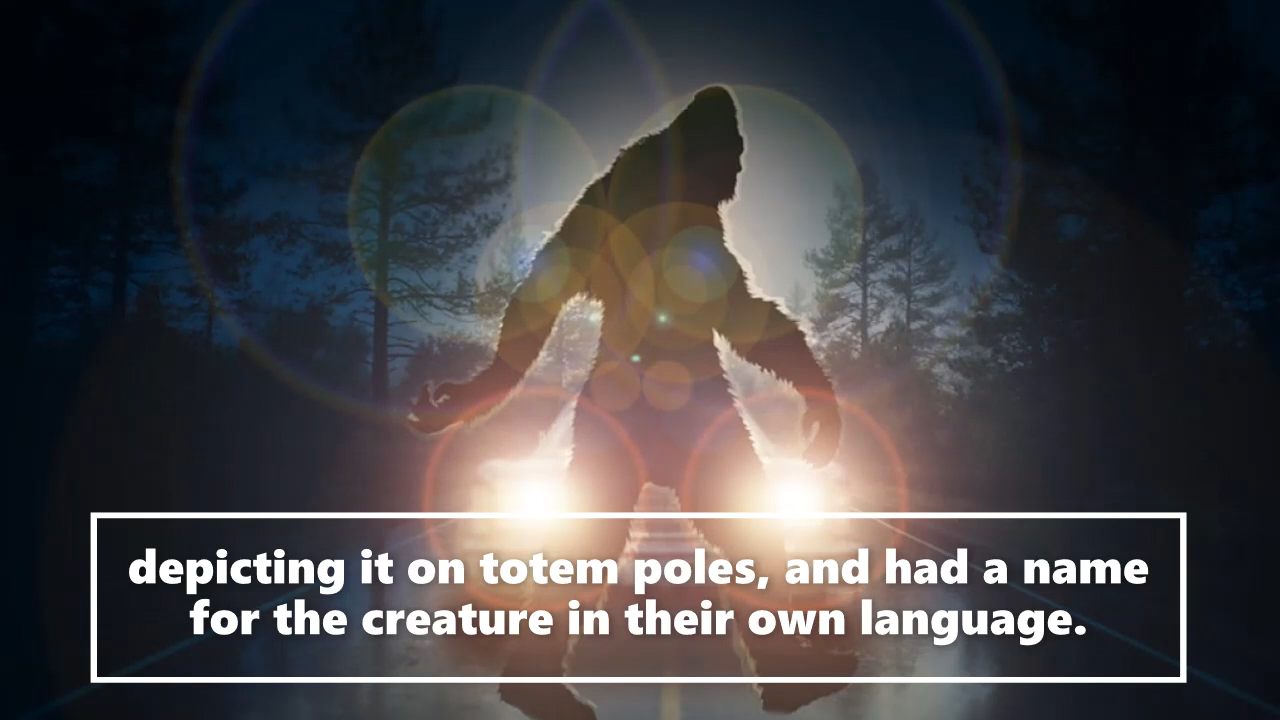 depicting it on totem poles, and had a name
for the creature in their own language.